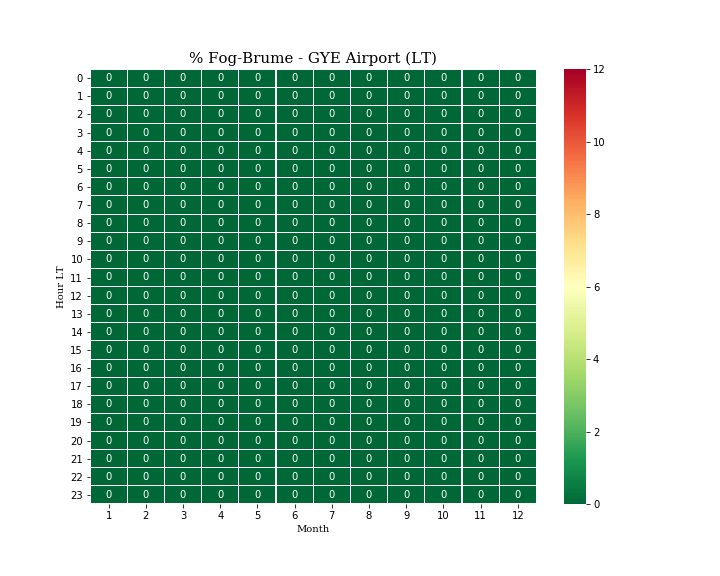 % Fog-Brume - GYE Airport (LT)
0 0 0 0 0 0 0 0 0 0 0 0 0
1 0 0 0 0 0 0 0 0 0 0 0 0
2 0 0 0 0 0 0 0 0 0 0 0 0
3 0 0 0 0 0 0 0 0 0 0 0 0
4 0 0 0 0 0 0 0 0 0 0 0 0
5 0 0 0 0 0 0 0 0 0 0 0 0
6 0 0 0 0 0 0 0 0 0 0 0 0
7 0 0 0 0 0 0 0 0 0 0 0 0
8 0 0 0 0 0 0 0 0 0 0 0 0
9 0 0 0 0 0 0 0 0 0 0 0 0
10 0 0 0 0 0 0 0 0 0 0 0 0
11 0 0 0 0 0 0 0 0 0 0 0 0
12 0 0 0 0 0 0 0 0 0 0 0 0
13 0 0 0 0 0 0 0 0 0 0 0 0
14 0 0 0 0 0 0 0 0 0 0 0 0
15 0 0 0 0 0 0 0 0 0 0 0 0
16 0 0 0 0 0 0 0 0 0 0 0 0
17 0 0 0 0 0 0 0 0 0 0 0 0
18 0 0 0 0 0 0 0 0 0 0 0 0
19 0 0 0 0 0 0 0 0 0 0 0 0
20 0 0 0 0 0 0 0 0 0 0 0 0
21 0 0 0 0 0 0 0 0 0 0 0 0
22 0 0 0 0 0 0 0 0 0 0 0 0
23 0 0 0 0 0 0 0 0 0 0 0 0
1 2 3 4 5 6 7 8 9 10 11 12
Month
Hour LT
12
10
8
6
4
2
0